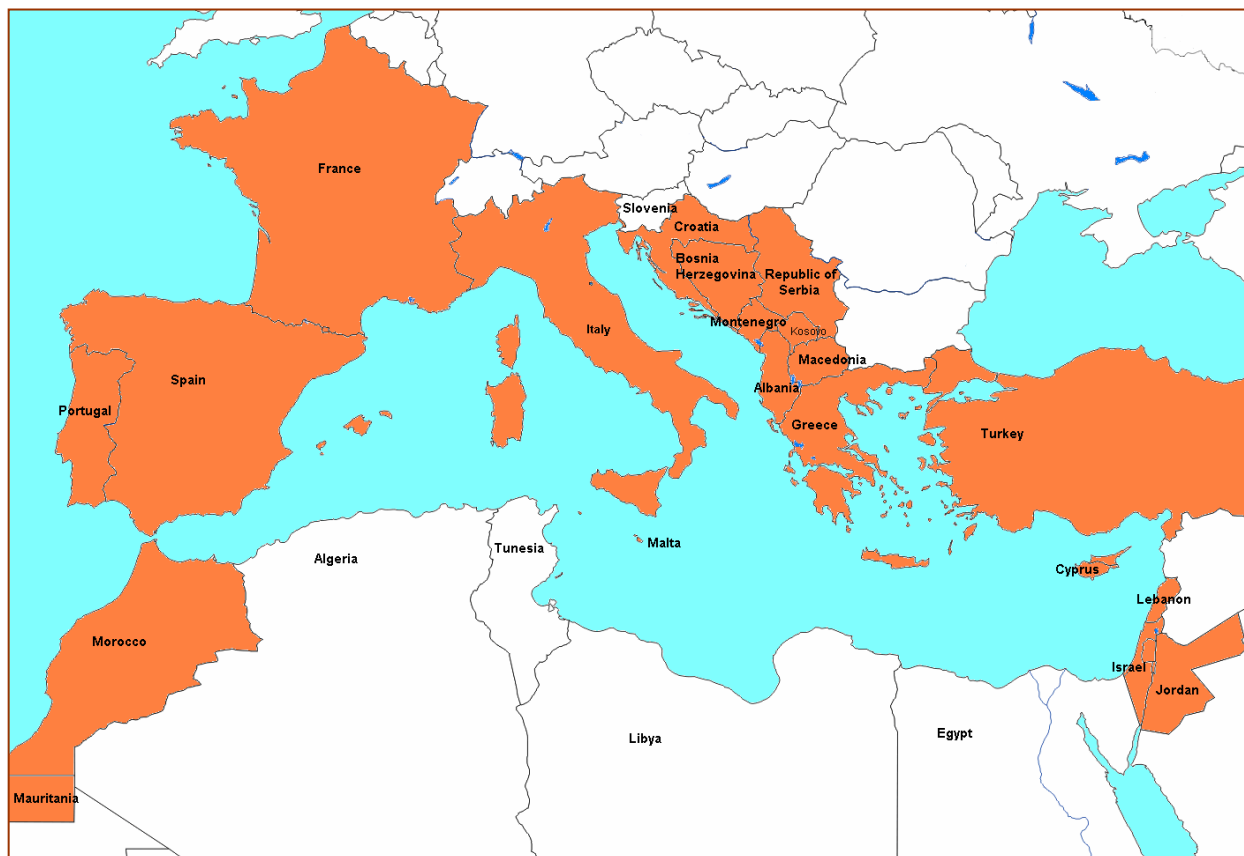 France
Slovenia
Croatia
Bosnia
Herzegovina
Republic of
Serbia
Montenegro
Kosovo
Italy
Macedonia
Spain
Albania
Portugal
Greece
Turkey
Algeria
Tunesia
Malta
Cyprus
Lebanon
Morocco
Israel
Jordan
Libya
Egypt
Mauritania